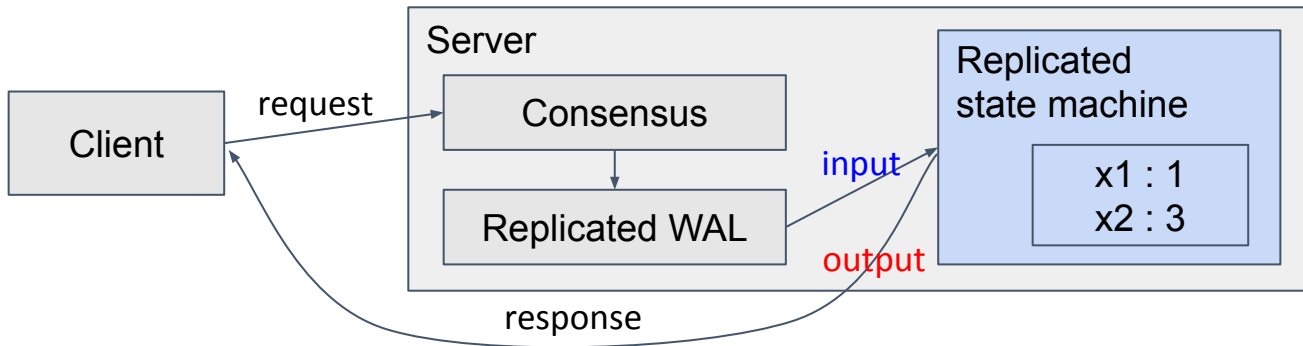 Server
Replicated
state machine
request
Consensus
Client
input
x1 : 1
x2 : 3
Replicated WAL
output
response